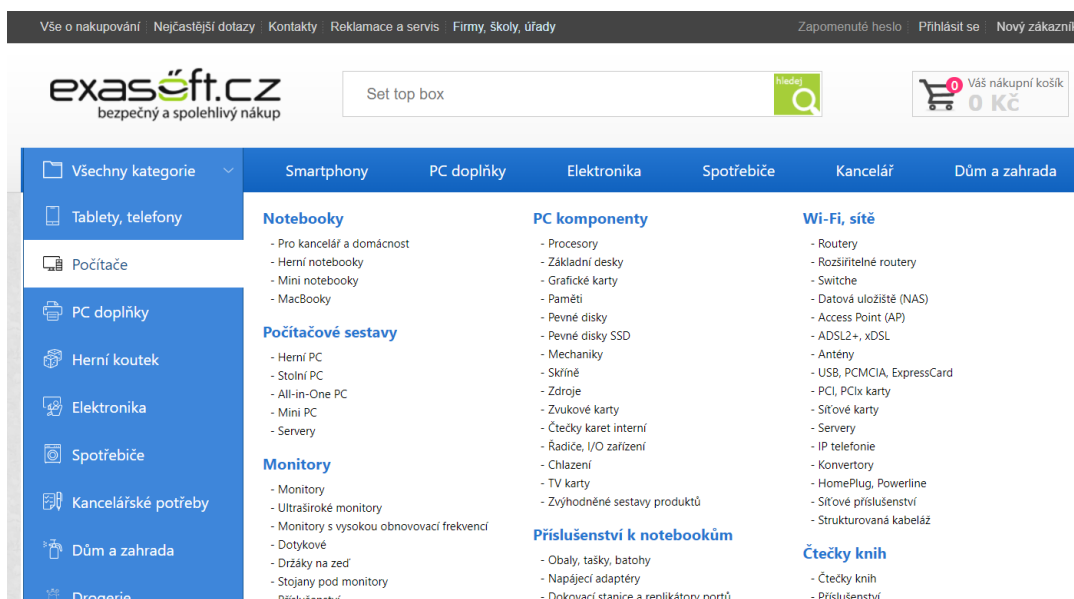 Vše o nakupování
Nejčastější dotazy
Kontakty
Reklamace a servis
Firmy, školy, úřady
Zapomenuté heslo
Přihlásit se
Nový zákazník
exasoft.cz
bezpečný a spolehlivý nákup
Set top box
hledej
0
Váš nákupní košík
0 Kč
Všechny kategorie
Smartphony
PC doplňky
Elektronika
Spotřebiče
Kancelář
Dům a zahrada
Tablety, telefony
Počítače
PC doplňky
Herní koutek
Elektronika
Spotřebiče
Kancelářské potřeby
Dům a zahrada
Drogerie
Notebooky
- Pro kancelář a domácnost
- Herní notebooky
- Mini notebooky
- MacBooky
Počítačové sestavy
- Herní PC
- Stolní PC
- All-in-One PC
- Mini PC
- Servery
Monitory
- Monitory
- Ultraširoké monitory
- Monitory s vysokou obnovovací frekvencí
- Dotykové
- Držáky na zeď
- Stojany pod monitory
- Příslušenství
PC komponenty
- Procesory
- Základní desky
- Grafické karty
- Paměti
- Pevné disky
- Pevné disky SSD
- Mechaniky
- Skříně
- Zdroje
- Zvukové karty
- Čtečky karet interní
- Řadiče, I/O zařízení
- Chlazení
- TV karty
- Zvýhodněné sestavy produktů
Příslušenství k notebookům
- Obaly, tašky, batohy
- Napájecí adaptéry
- Dokovací stanice a replikátory portů
Wi-Fi, sítě
- Routery
- Rozšiřitelné routery
- Switche
- Datová uložiště (NAS)
- Access Point (AP)
- ADSL2+, xDSL
- Antény
- USB, PCMCIA, ExpressCard
- PCI, PCIx karty
- Síťové karty
- Servery
- IP telefonie
- Konvertory
- HomePlug, Powerline
- Síťové příslušenství
- Strukturovaná kabeláž
Čtečky knih
- Čtečky knih
- Příslušenství